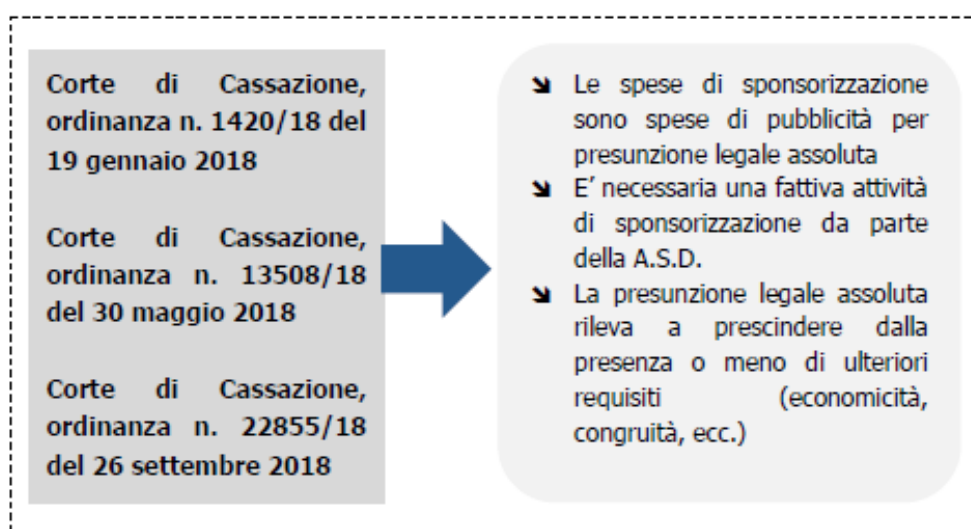 Corte di Cassazione,
ordinanza n. 1420/18 del
19 gennaio 2018
Corte di Cassazione,
ordinanza n. 13508/18
del 30 maggio 2018
Corte di Cassazione,
ordinanza n. 22855/18
del 26 settembre 2018
Le spese di sponsorizzazione
sono spese di pubblicità per
presunzione legale assoluta
E' necessaria una fattiva attività
di sponsorizzazione da parte
della A.S.D.
La presunzione legale assoluta
rileva a prescindere dalla
presenza o meno di ulteriori
requisiti (economicità,
congruità, ecc.)